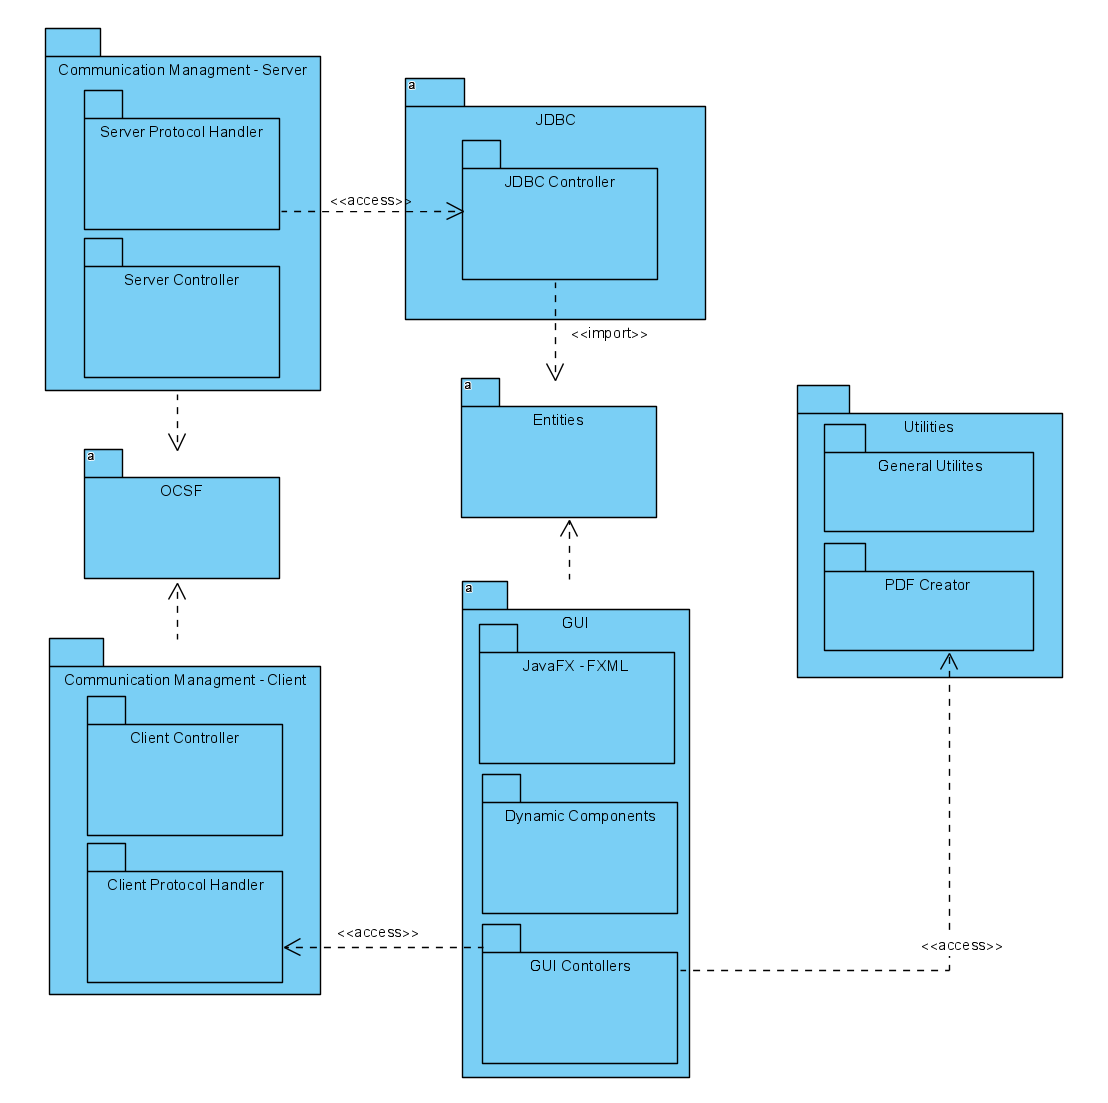 Communication Managment - Server
Server Protocol Handler
Server Controller
<<access>>
a
JDBC
JDBC Controller
<<import>>
a
Entities
a
OCSF
Utilities
General Utilites
PDF Creator
Communication Managment - Client
Client Controller
Client Protocol Handler
<<access>>
a
GUI
JavaFX - FXML
Dynamic Components
GUI Contollers
<<access>>